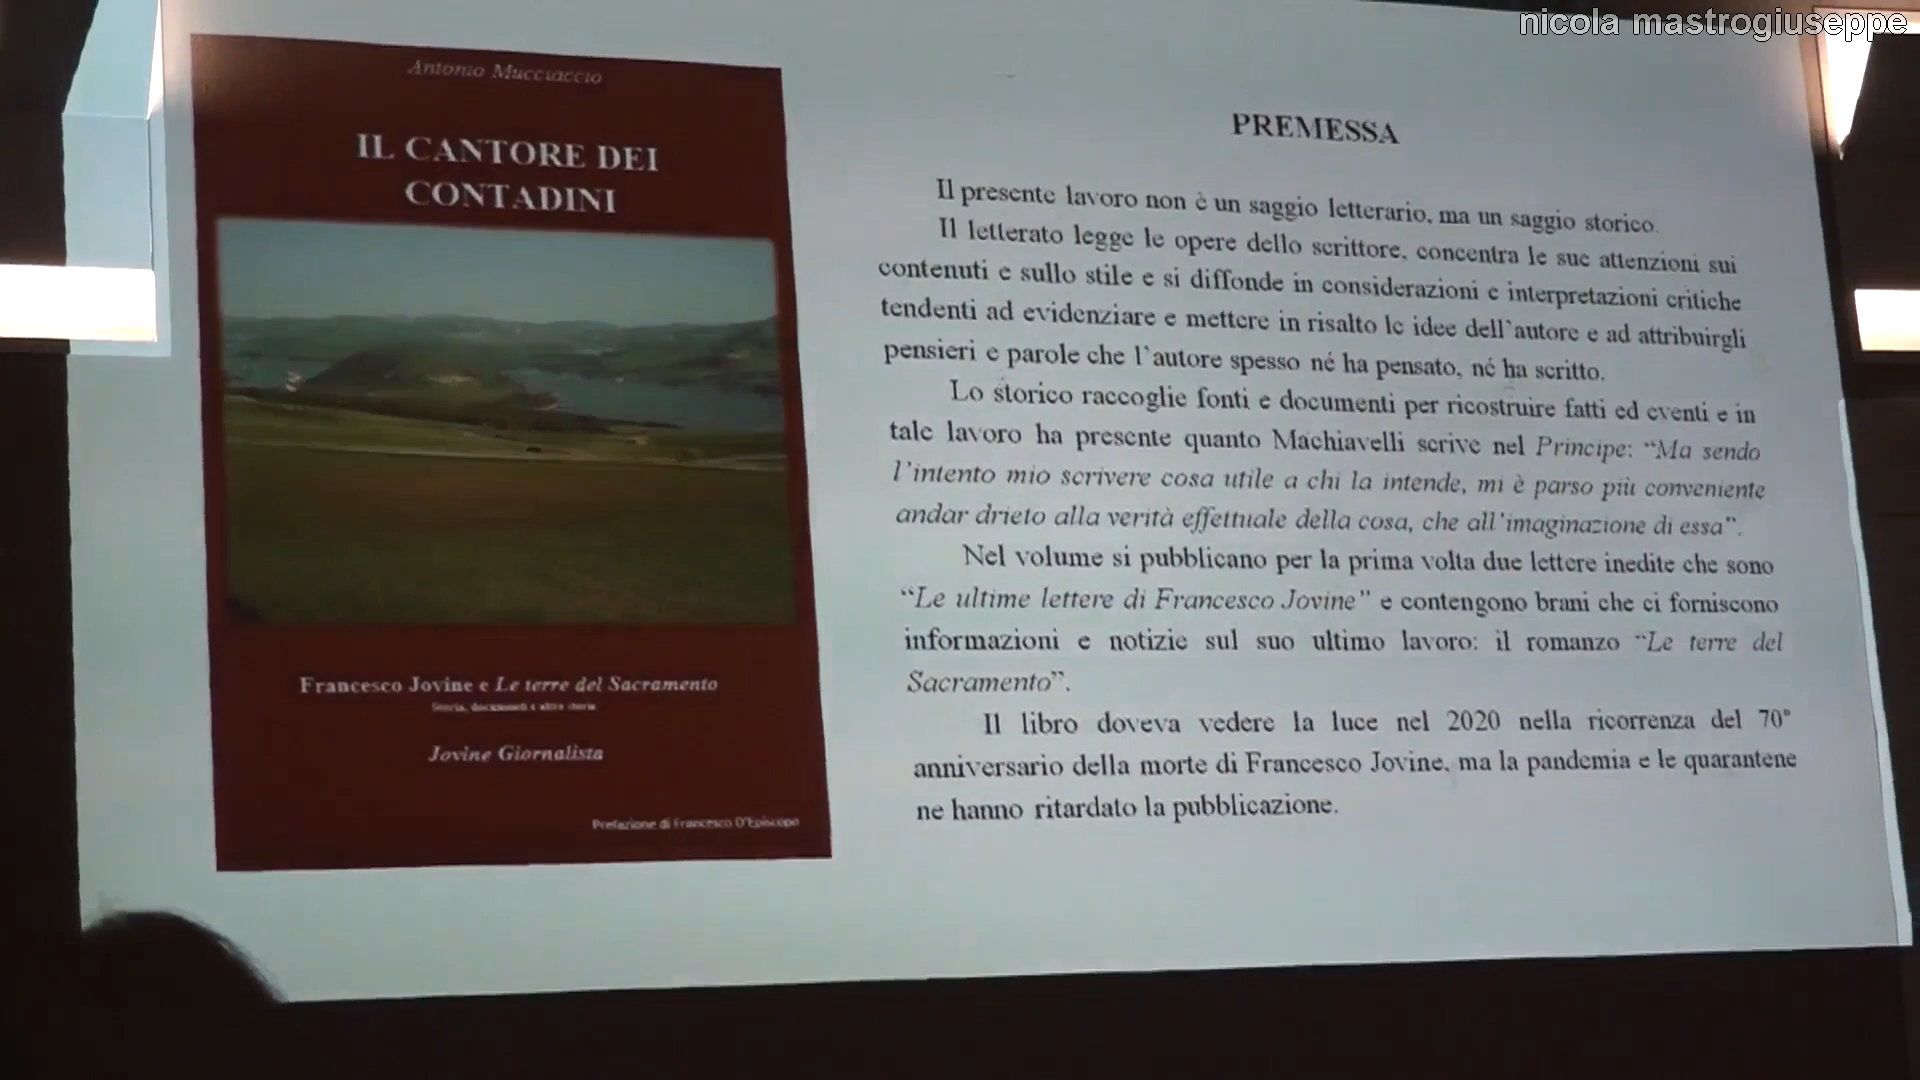 nicola mastrogiuseppe
Antonio Mucciaccio
IL CANTORE DEI
CONTADINI
Francesco Jovine e Le terre del Sacramento
Storia, documenti e altre storie
Jovine Giornalista
Prefazione di Francesco D'Episcopo
PREMESSA
Il presente lavoro non è un saggio letterario, ma un saggio storico.
Il letterato legge le opere dello scrittore, concentra le sue attenzioni sui
contenuti e sullo stile e si diffonde in considerazioni e interpretazioni critiche
tendenti ad evidenziare e mettere in risalto le idee dell'autore e ad attribuirgli
pensieri e parole che l'autore spesso né ha pensato, né ha scritto.
Lo storico raccoglie fonti e documenti per ricostruire fatti ed eventi e in
tale lavoro ha presente quanto Machiavelli scrive nel Principe: “Ma sendo
l'intento mio scrivere cosa utile a chi la intende, mi è parso più conveniente
andar drieto alla verità effettuale della cosa, che all'imaginazione di essa”.
Nel volume si pubblicano per la prima volta due lettere inedite che sono
“Le ultime lettere di Francesco Jovine” e contengono brani che ci forniscono
informazioni e notizie sul suo ultimo lavoro: il romanzo “Le terre del
Sacramento”.
Il libro doveva vedere la luce nel 2020 nella ricorrenza del 70°
anniversario della morte di Francesco Jovine, ma la pandemia e le quarantene
ne hanno ritardato la pubblicazione.